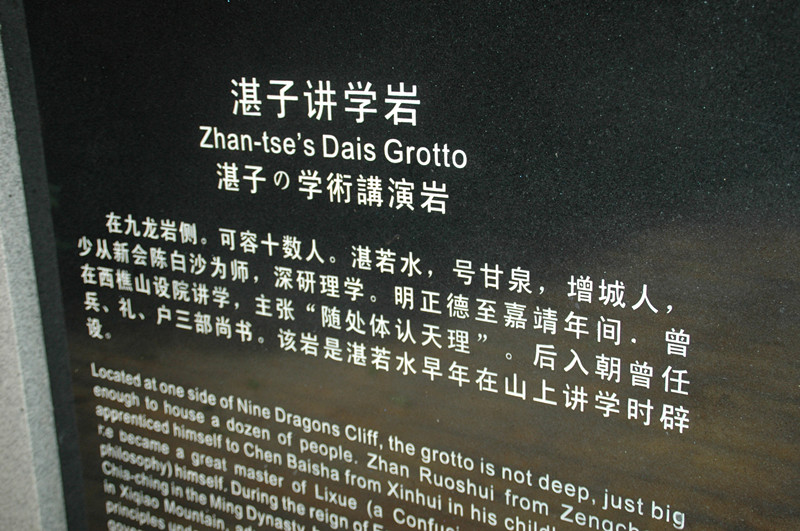 湛子讲学岩
Zhan-tse's Dais Grotto
湛子の学術講演岩
在九龙岩侧。可容十数人。湛若水，号甘泉，增城人，
少从新会陈白沙为师，深研理学。明正德至嘉靖年间．曾
在西樵山设院讲学，主张“随处体认天理”。后入朝曾任
兵、礼、户三部尚书。该岩是湛若水早年在山上讲学时辟
设。
Located at one side of Nine Dragons Cliff, the grotto is not deep, just big
enough to house a dozen of people. Zhan Ruoshui from
apprenticed himself to Chen Baisha from Xinhui in his
r.e became a great master of Lixue (a
philosophy) himself. During the reign of
Chia-ching in the Ming Dynasty,
in Xiqiao Mountain,
principles